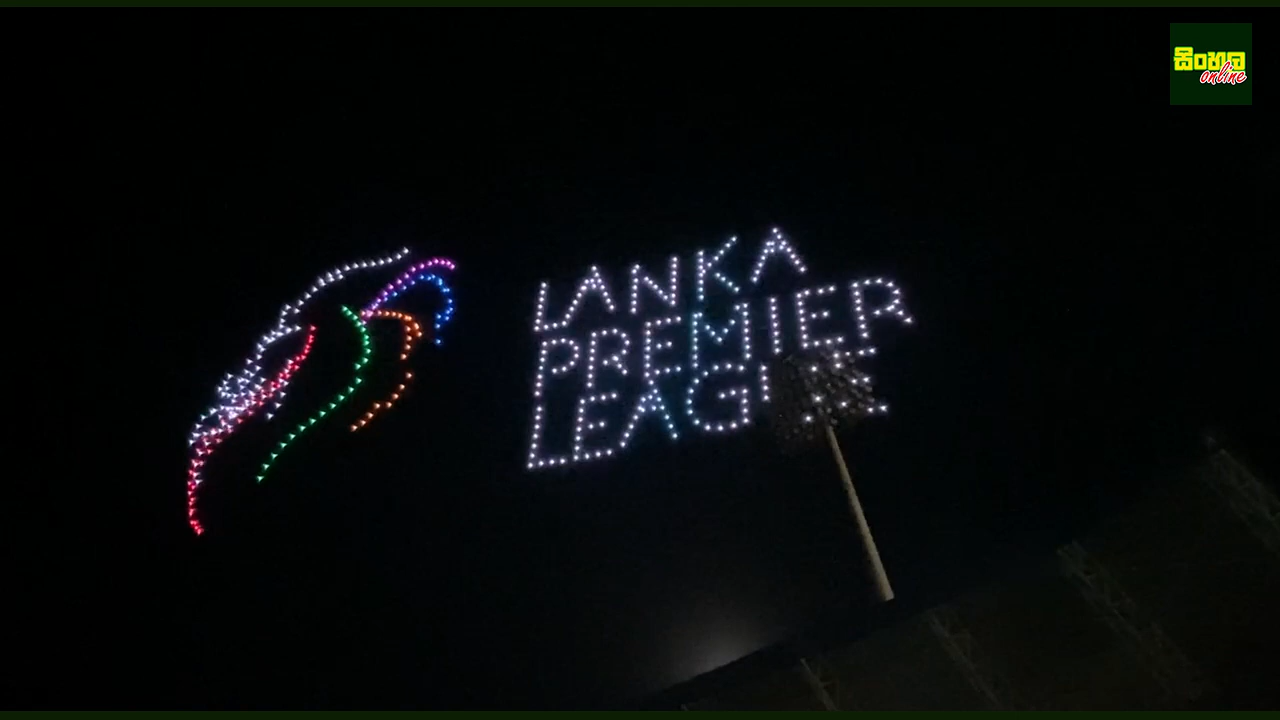 සිංහල
online
LANKA
PREMIER
LEAGUE